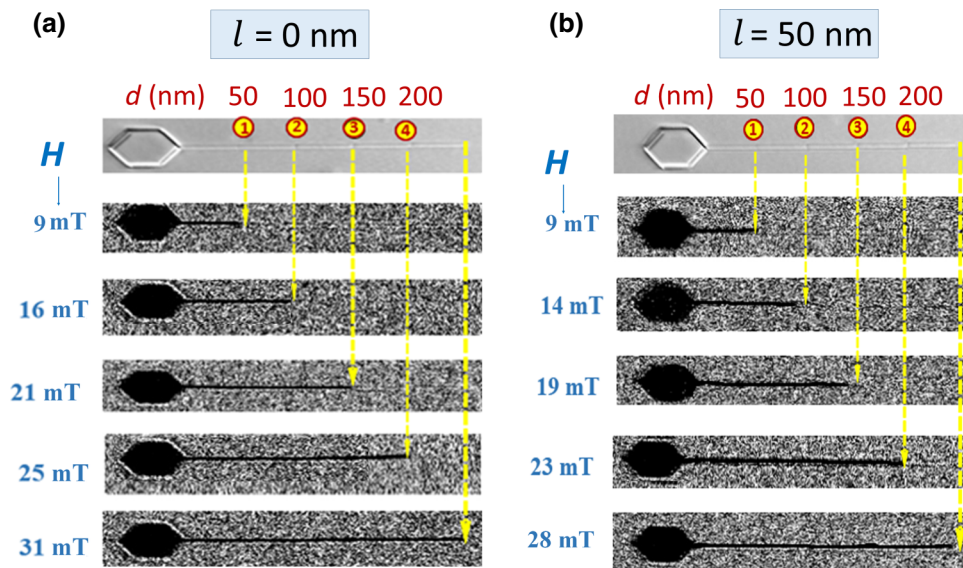 (a)
l = 0 nm
d (nm) 50 100 150 200
1 2 3 4
H
9 mT
16 mT
21 mT
25 mT
31 mT
(b)
l = 50 nm
d (nm) 50 100 150 200
1 2 3 4
H
9 mT
14 mT
19 mT
23 mT
28 mT